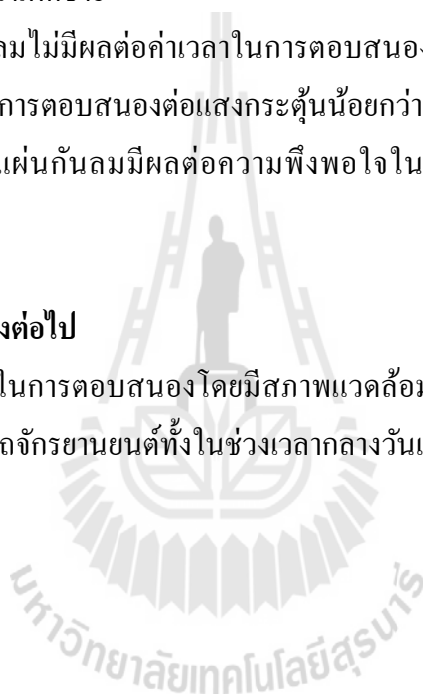 ลมไม่มีผลต่อค่าเวลาในการตอบสนอง
การตอบสนองต่อแสงกระตุ้นน้อยกว่า
แผ่นกันลมมีผลต่อความพึงพอใจใน
งต่อไป
ในการตอบสนองโดยมีสภาพแวดล้อม
ถจักรยานยนต์ทั้งในช่วงเวลากลางวันแ
มหาวิทยาลัยเทคโนโลยีสุรนารี